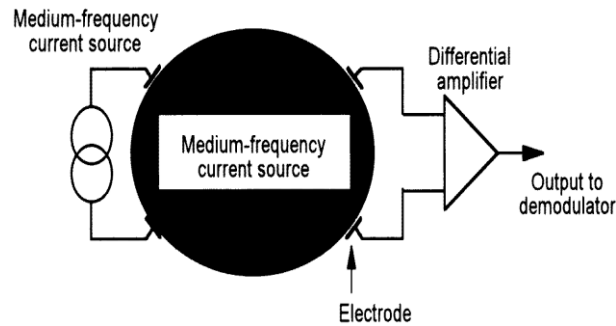 Medium-frequency
current source
Differential
amplifier
Medium-frequency
current source
Output to
demodulator
Electrode